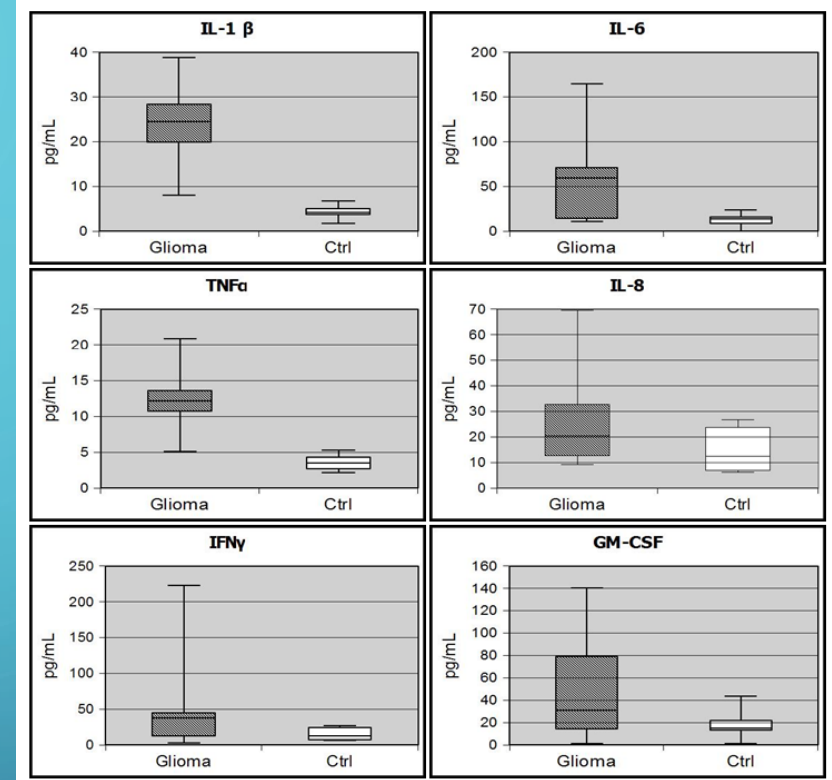 IL-1 β
40
30
20
10
0
pg/mL
Glioma Ctrl
IL-6
200
150
100
50
0
pg/mL
Glioma Ctrl
TNFα
25
20
15
10
5
0
pg/mL
Glioma Ctrl
IL-8
70
60
50
40
30
20
10
0
pg/mL
Glioma Ctrl
IFNγ
250
200
150
100
50
0
pg/mL
Glioma Ctrl
GM-CSF
160
140
120
100
80
60
40
20
0
pg/mL
Glioma Ctrl